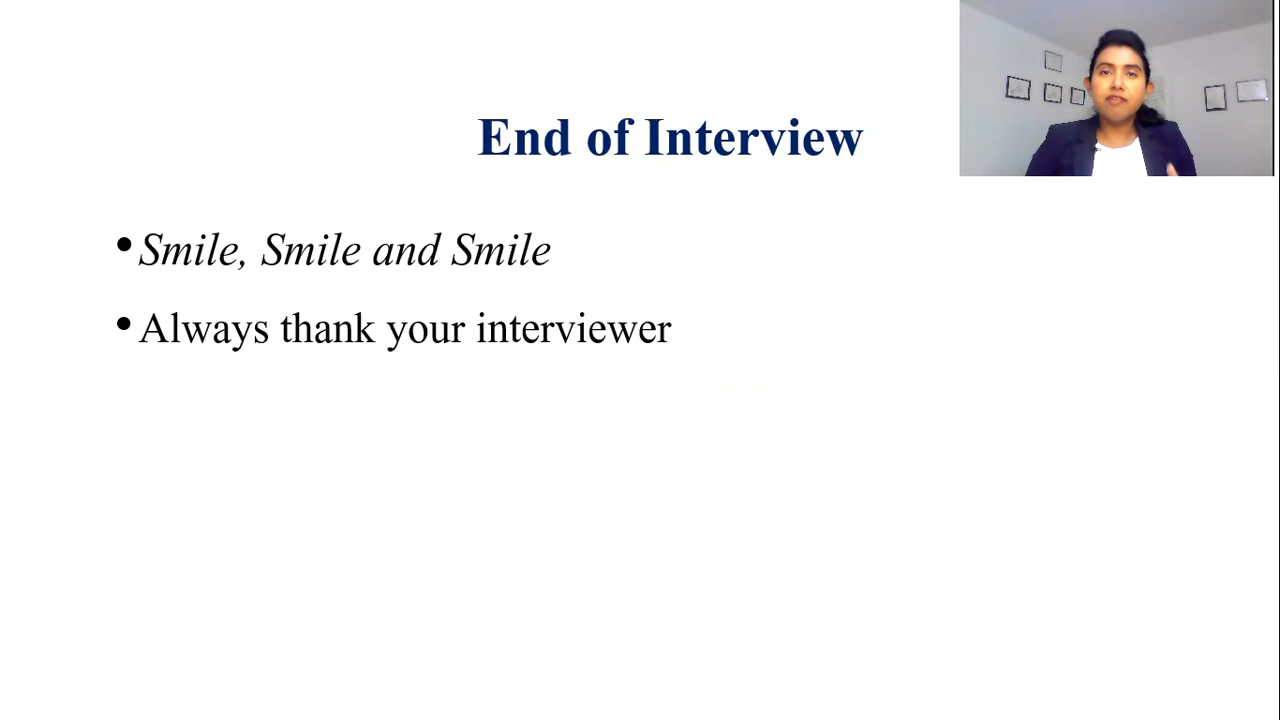 End of Interview
• Smile, Smile and Smile
• Always thank your interviewer